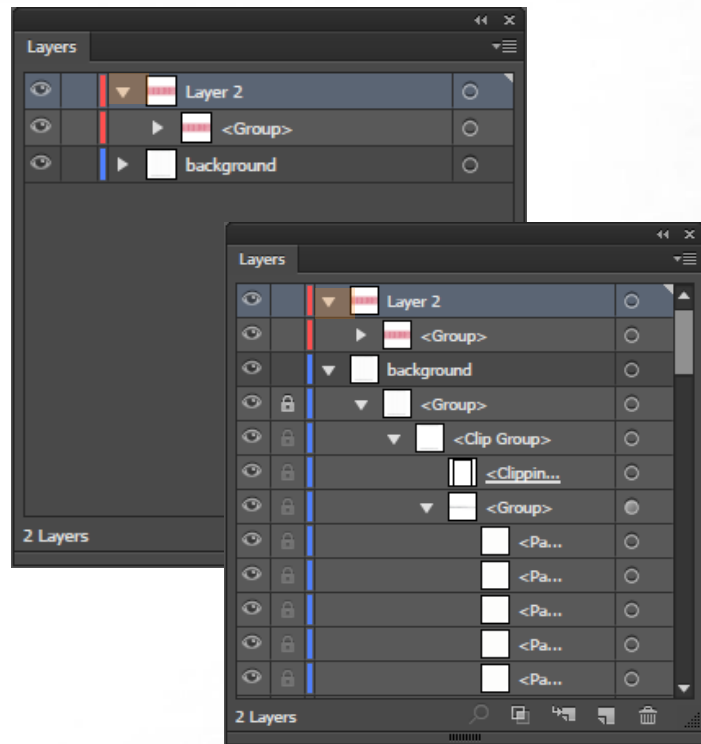 Layers
Layer 2
<Group>
background
2 Layers
Layers
Layer 2
<Group>
background
<Group>
<Clip Group>
<Clippin...
<Group>
<Pa...
<Pa...
<Pa...
<Pa...
<Pa...
2 Layers